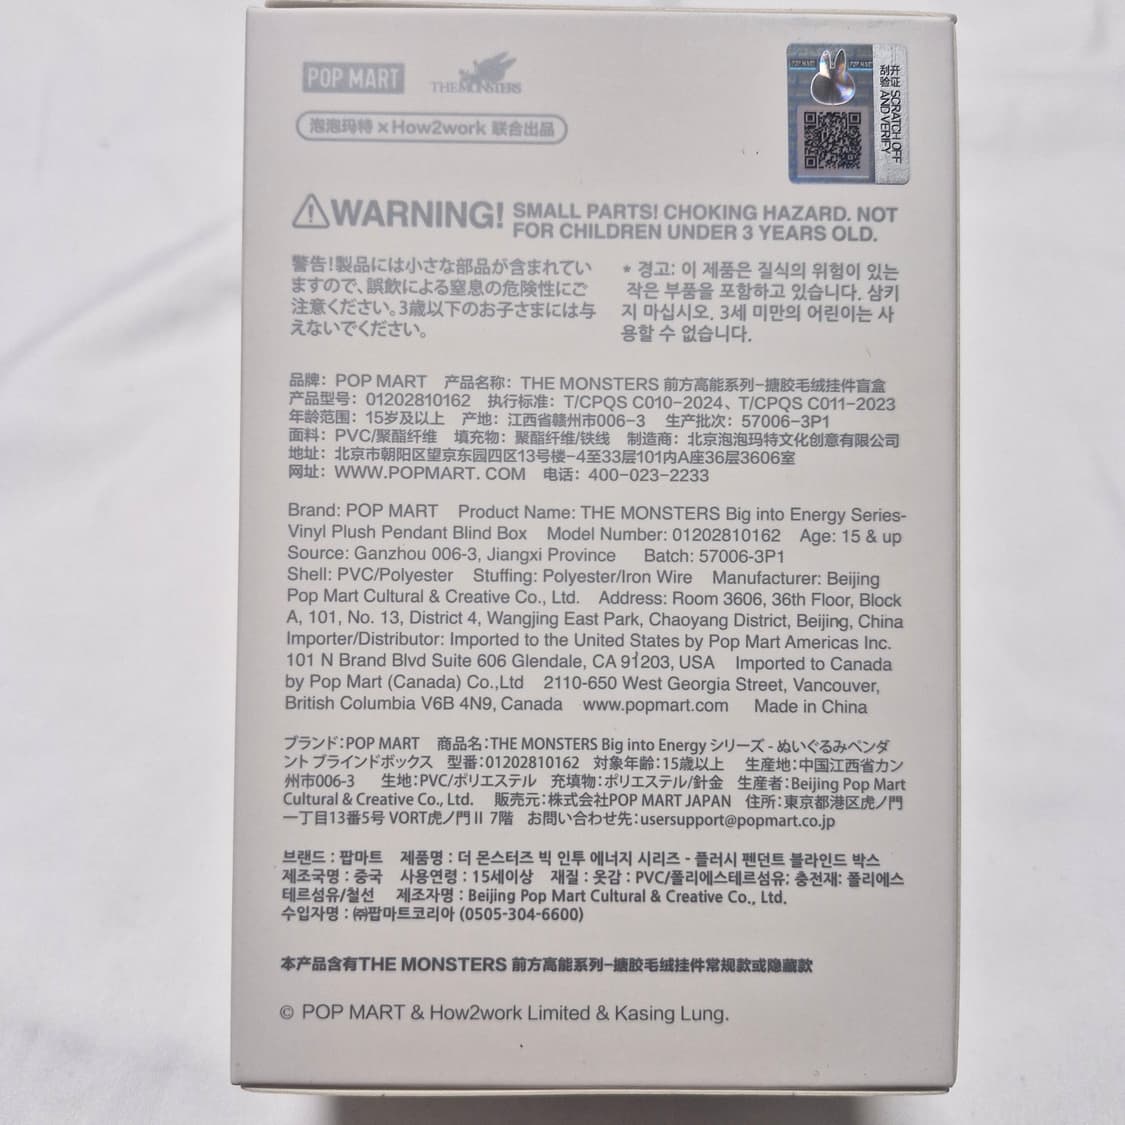 POP MART
THE MONSTERS
泡泡玛特 × How2work 联合出品
POP MART
POP MART
刮开验证 SCRATCH OFF AND VERIFY
WARNING! SMALL PARTS! CHOKING HAZARD. NOT
FOR CHILDREN UNDER 3 YEARS OLD.
警告!製品には小さな部品が含まれてい
ますので、誤飲による窒息の危険性にご
注意ください。3歳以下のお子さまには与
えないでください。
* 경고: 이 제품은 질식의 위험이 있는
작은 부품을 포함하고 있습니다. 삼키
지 마십시오. 3세 미만의 어린이는 사
용할 수 없습니다.
品牌: POP MART 产品名称: THE MONSTERS 前方高能系列-搪胶毛绒挂件盲盒
产品型号: 01202810162 执行标准: T/CPQS C010-2024、T/CPQS C011-2023
年龄范围: 15岁及以上 产地: 江西省赣州市006-3 生产批次: 57006-3P1
面料: PVC/聚酯纤维 填充物: 聚酯纤维/铁线 制造商: 北京泡泡玛特文化创意有限公司
地址: 北京市朝阳区望京东园四区13号楼-4至33层101内A座36层3606室
网址: WWW.POPMART. COM 电话: 400-023-2233
Brand: POP MART Product Name: THE MONSTERS Big into Energy Series-
Vinyl Plush Pendant Blind Box Model Number: 01202810162 Age: 15 & up
Source: Ganzhou 006-3, Jiangxi Province Batch: 57006-3P1
Shell: PVC/Polyester Stuffing: Polyester/Iron Wire Manufacturer: Beijing
Pop Mart Cultural & Creative Co., Ltd. Address: Room 3606, 36th Floor, Block
A, 101, No. 13, District 4, Wangjing East Park, Chaoyang District, Beijing, China
Importer/Distributor: Imported to the United States by Pop Mart Americas Inc.
101 N Brand Blvd Suite 606 Glendale, CA 91203, USA Imported to Canada
by Pop Mart (Canada) Co.,Ltd 2110-650 West Georgia Street, Vancouver,
British Columbia V6B 4N9, Canada www.popmart.com Made in China
ブランド:POP MART 商品名:THE MONSTERS Big into Energy シリーズ - ぬいぐるみペンダ
ント ブラインドボックス 型番:01202810162 対象年齢:15歳以上 生産地:中国江西省カン
州市006-3 生地:PVC/ポリエステル 充填物:ポリエステル/針金 生産者:Beijing Pop Mart
Cultural & Creative Co., Ltd. 販売元:株式会社POP MART JAPAN 住所:東京都港区虎ノ門
一丁目13番5号 VORT虎ノ門Ⅱ 7階 お問い合わせ先:usersupport@popmart.co.jp
브랜드 : 팝마트 제품명 : 더 몬스터즈 빅 인투 에너지 시리즈 - 플러시 펜던트 블라인드 박스
제조국명 : 중국 사용연령 : 15세이상 재질 : 옷감 : PVC/폴리에스테르섬유; 충전재: 폴리에스
테르섬유/철선 제조자명 : Beijing Pop Mart Cultural & Creative Co., Ltd.
수입자명 : ㈜팝마트코리아 (0505-304-6600)
本产品含有THE MONSTERS 前方高能系列-搪胶毛绒挂件常规款或隐藏款
© POP MART & How2work Limited & Kasing Lung.